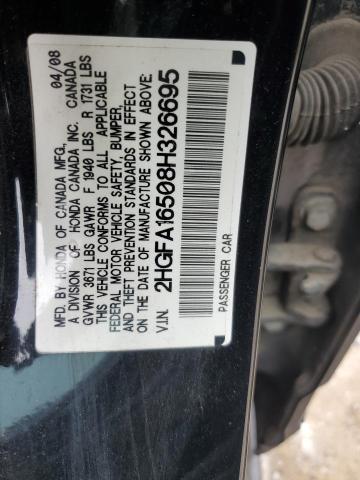 MFD. BY HONDA OF CANADA MFG., 04/08
A DIVISION OF HONDA CANADA INC. CANADA
GVWR 3671 LBS GAWR F 1940 LBS R 1731 LBS
THIS VEHICLE CONFORMS TO ALL APPLICABLE
FEDERAL MOTOR VEHICLE SAFETY, BUMPER,
AND THEFT PREVENTION STANDARDS IN EFFECT
ON THE DATE OF MANUFACTURE SHOWN ABOVE.
2HGFA16508H326695
V.I.N.
PASSENGER CAR